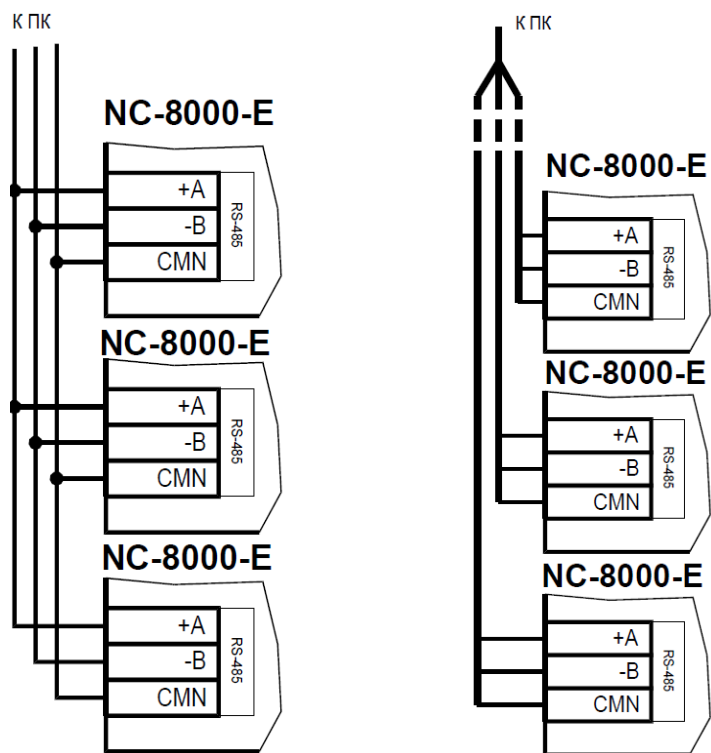 К ПК
NC-8000-E
+A
-B
CMN
RS-485
NC-8000-E
+A
-B
CMN
RS-485
NC-8000-E
+A
-B
CMN
RS-485
К ПК
NC-8000-E
+A
-B
CMN
RS-485
NC-8000-E
+A
-B
CMN
RS-485
NC-8000-E
+A
-B
CMN
RS-485